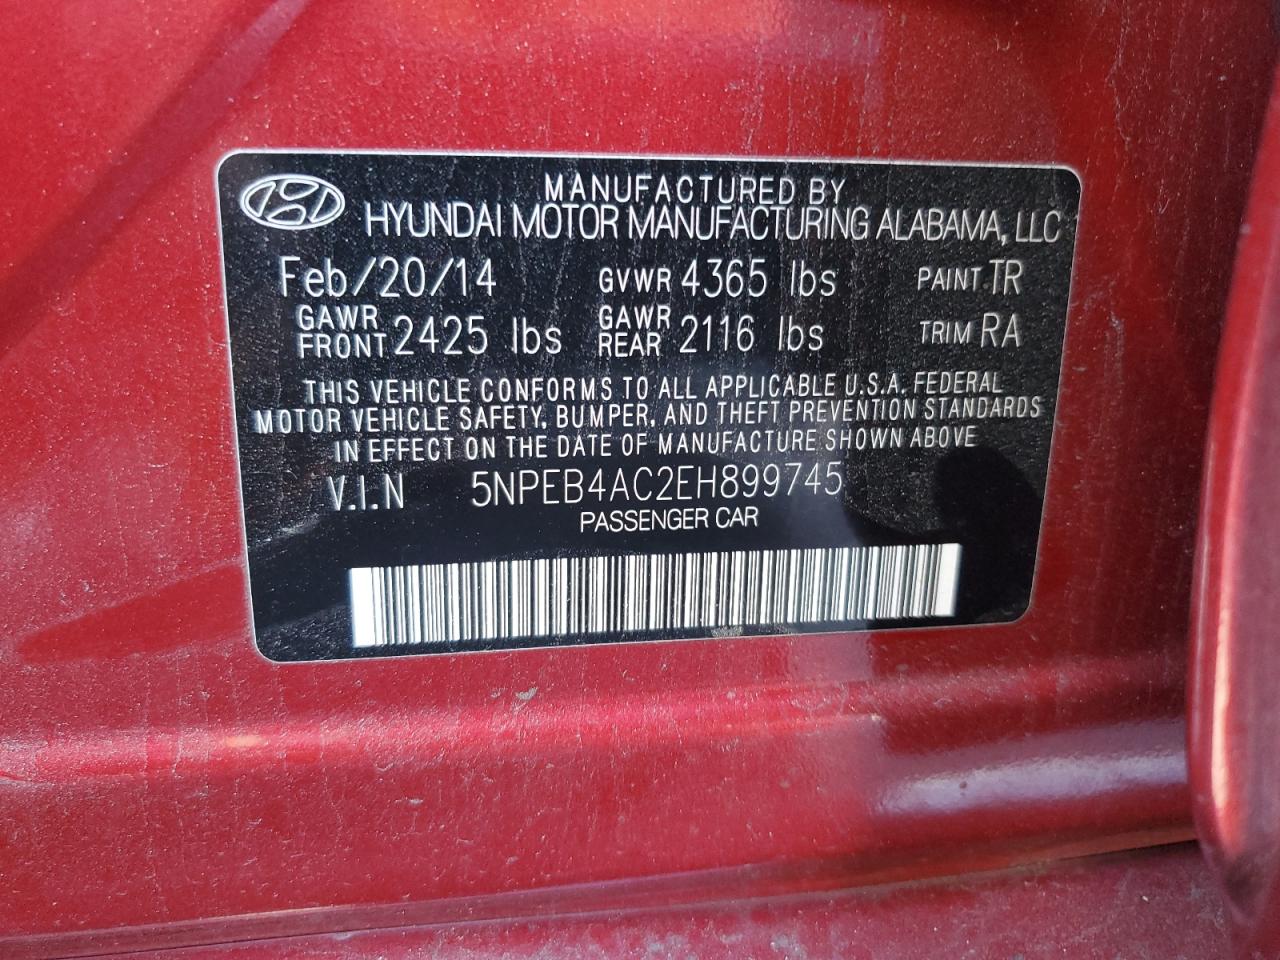 MANUFACTURED BY
HYUNDAI MOTOR MANUFACTURING ALABAMA, LLC
Feb/20/14 GVWR 4365 lbs PAINT TR
GAWR FRONT 2425 lbs GAWR REAR 2116 lbs TRIM RA
THIS VEHICLE CONFORMS TO ALL APPLICABLE U.S.A. FEDERAL
MOTOR VEHICLE SAFETY, BUMPER, AND THEFT PREVENTION STANDARDS
IN EFFECT ON THE DATE OF MANUFACTURE SHOWN ABOVE
V.I.N 5NPEB4AC2EH899745
PASSENGER CAR